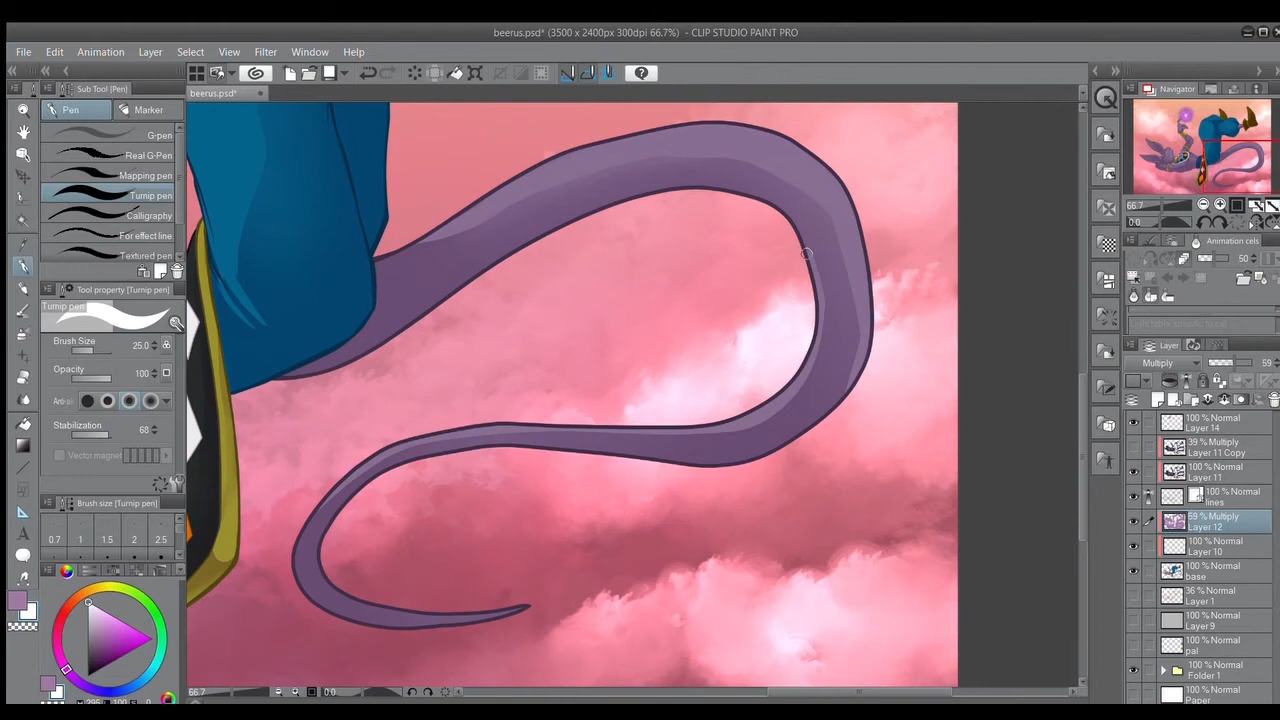 beerus.psd* (3500 x 2400px 300dpi 66.7%) - CLIP STUDIO PAINT PRO
File Edit Animation Layer Select View Filter Window Help
Sub Tool [Pen]
Pen Marker
G-pen
Real G-Pen
Mapping pen
Turnip pen
Calligraphy
For effect line
Textured pen
Tool property [Turnip pen]
Turnip pen
Brush Size 25.0
Opacity 100
Anti-ali
Stabilization 68
Vector magnet
Brush size [Turnip pen]
0.7 1 1.5 2 2.5
beerus.psd*
66.7 0.0
Navigator
66.7
0.0
Animation cels
50
Layer
Multiply 59
100 % Normal
Layer 14
39 % Multiply
Layer 11 Copy
100 % Normal
Layer 11
100 % Normal
lines
59 % Multiply
Layer 12
100 % Normal
Layer 10
100 % Normal
base
36 % Normal
Layer 1
100 % Normal
Layer 9
100 % Normal
pal
100 % Normal
Folder 1
100 % Normal
Paper